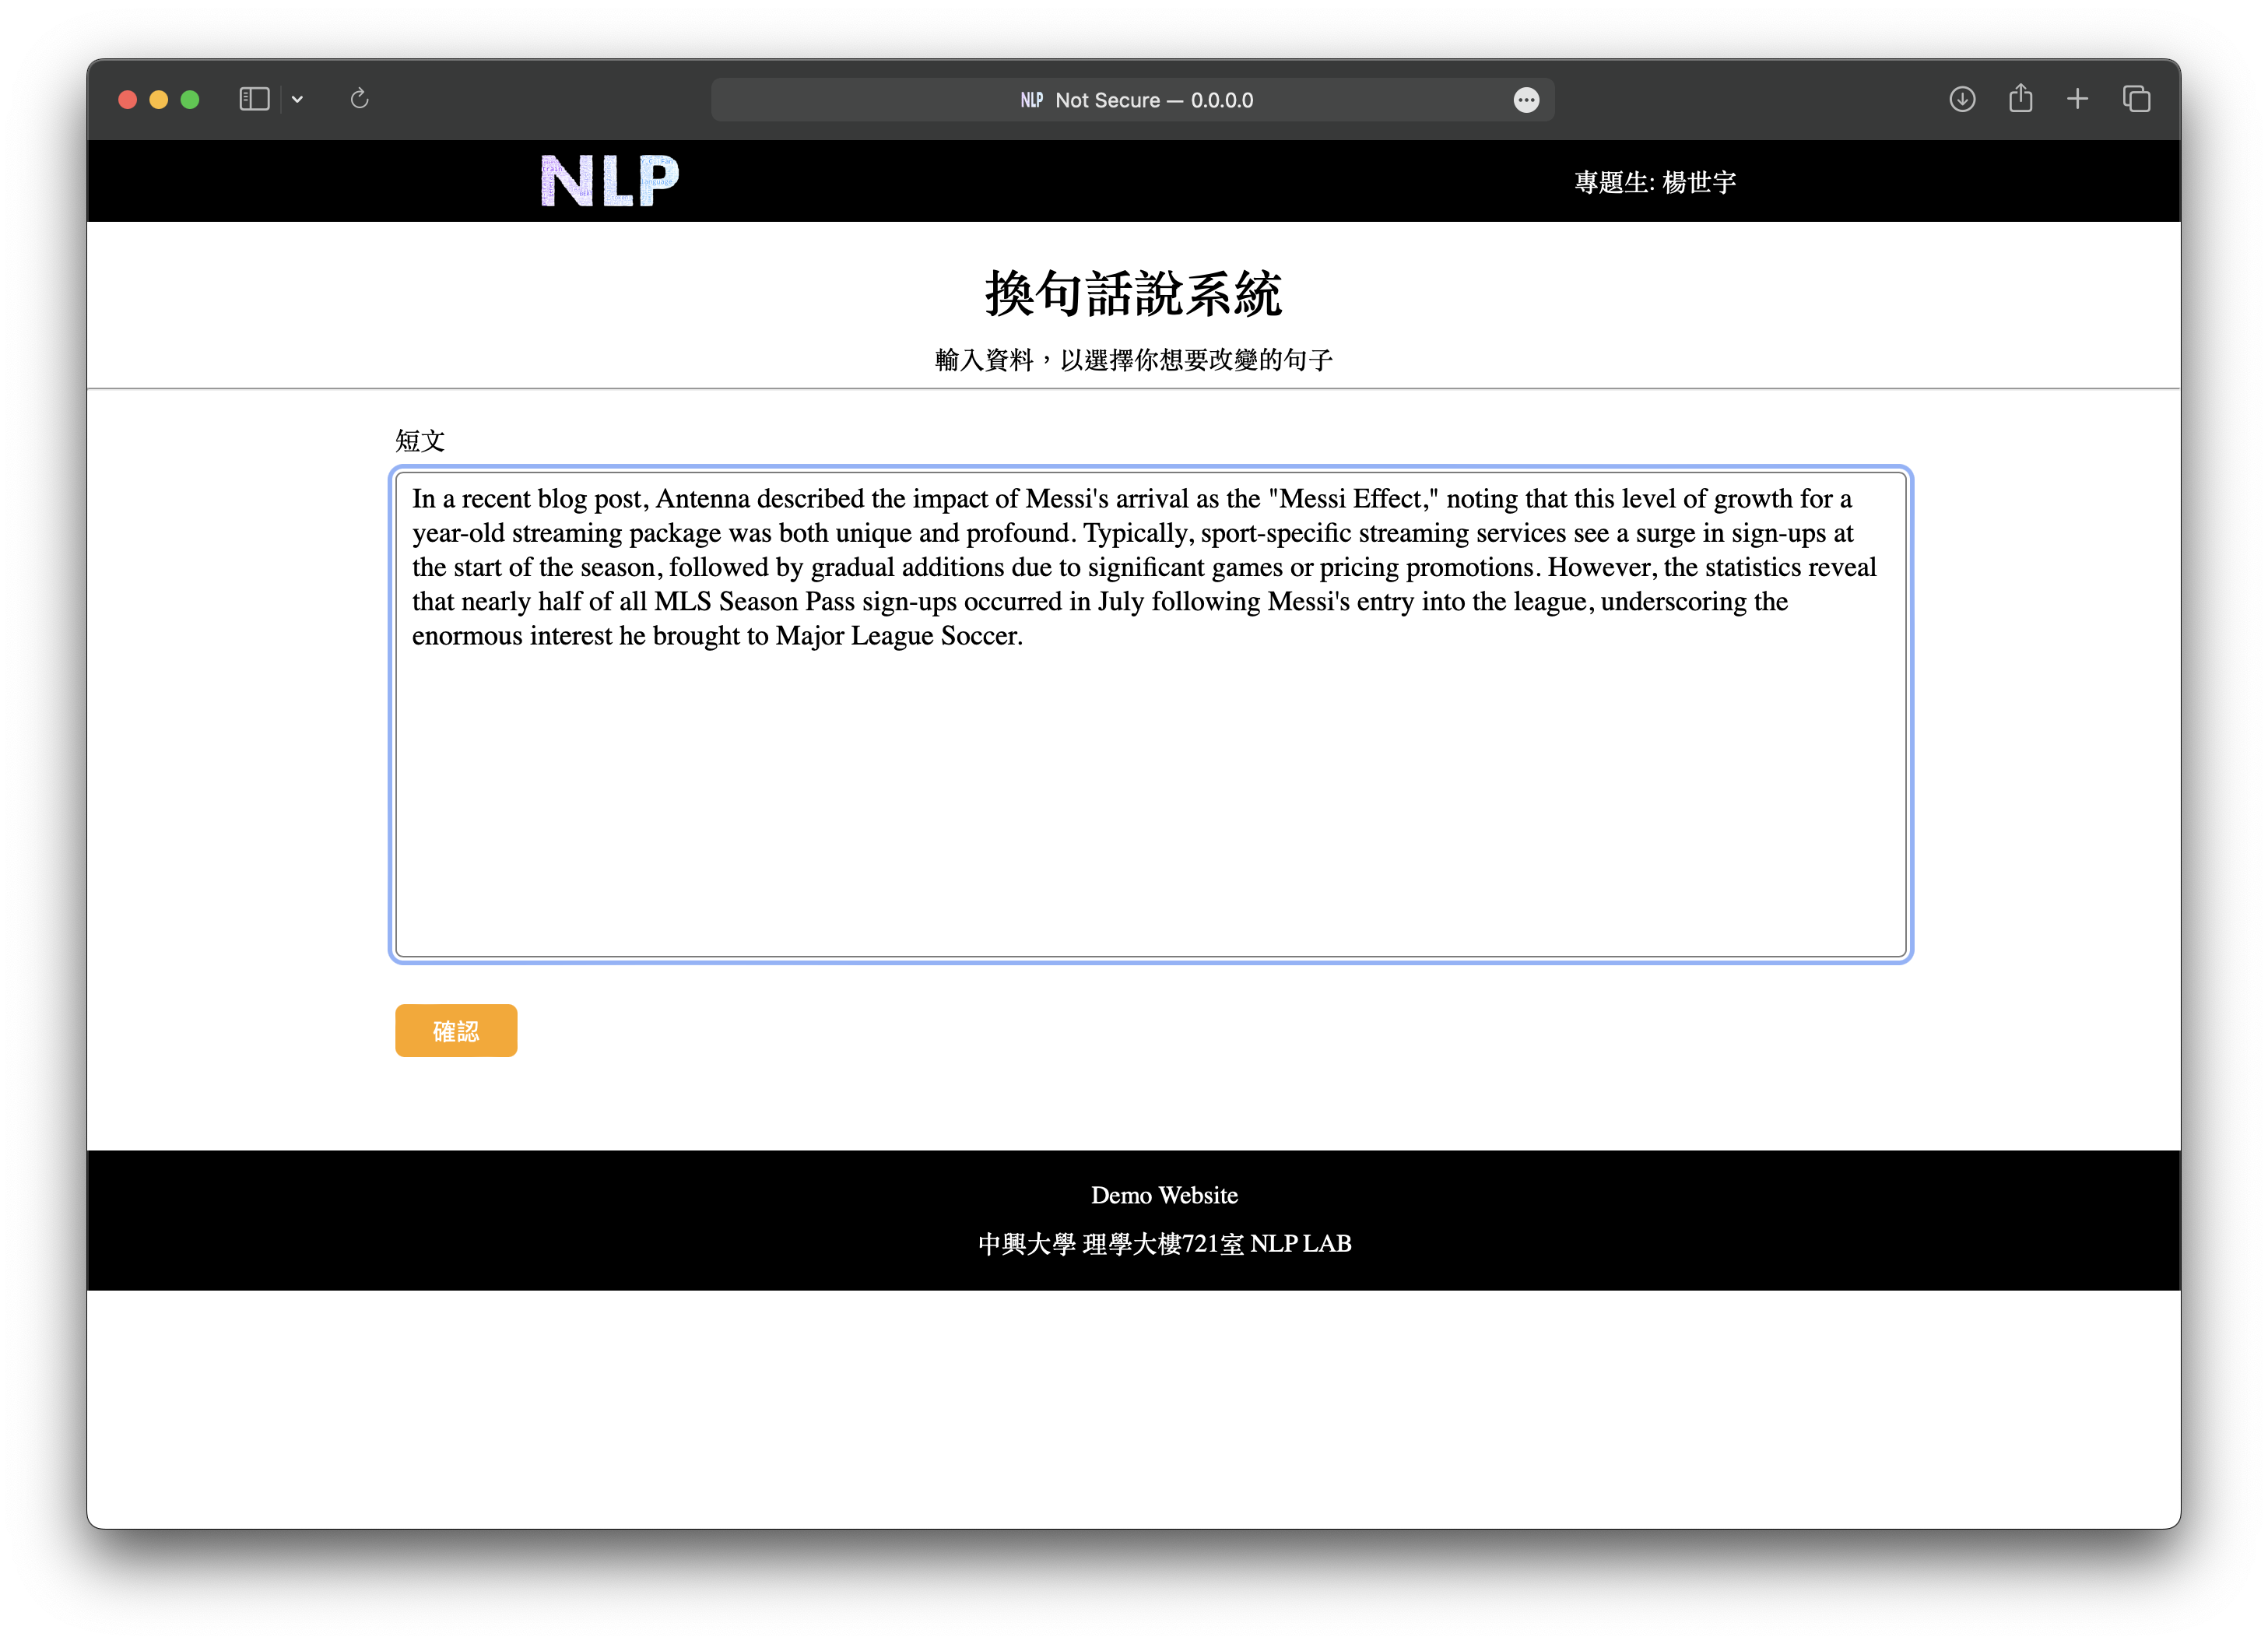 NLP Not Secure — 0.0.0.0
NLP
專題生: 楊世宇
換句話說系統
輸入資料，以選擇你想要改變的句子
短文
In a recent blog post, Antenna described the impact of Messi's arrival as the "Messi Effect," noting that this level of growth for a
year-old streaming package was both unique and profound. Typically, sport-specific streaming services see a surge in sign-ups at
the start of the season, followed by gradual additions due to significant games or pricing promotions. However, the statistics reveal
that nearly half of all MLS Season Pass sign-ups occurred in July following Messi's entry into the league, underscoring the
enormous interest he brought to Major League Soccer.
確認
Demo Website
中興大學 理學大樓721室 NLP LAB